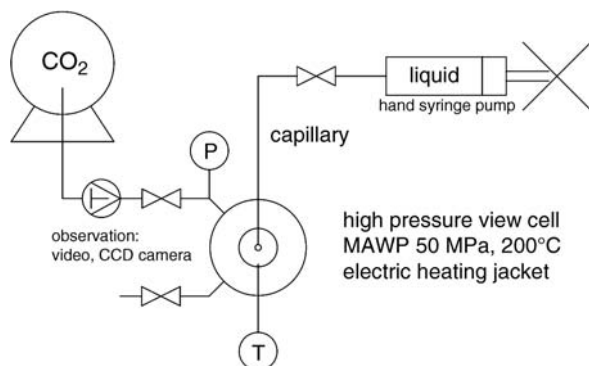 CO₂
liquid
hand syringe pump
capillary
P
observation:
video, CCD camera
high pressure view cell
MAWP 50 MPa, 200°C
electric heating jacket
T